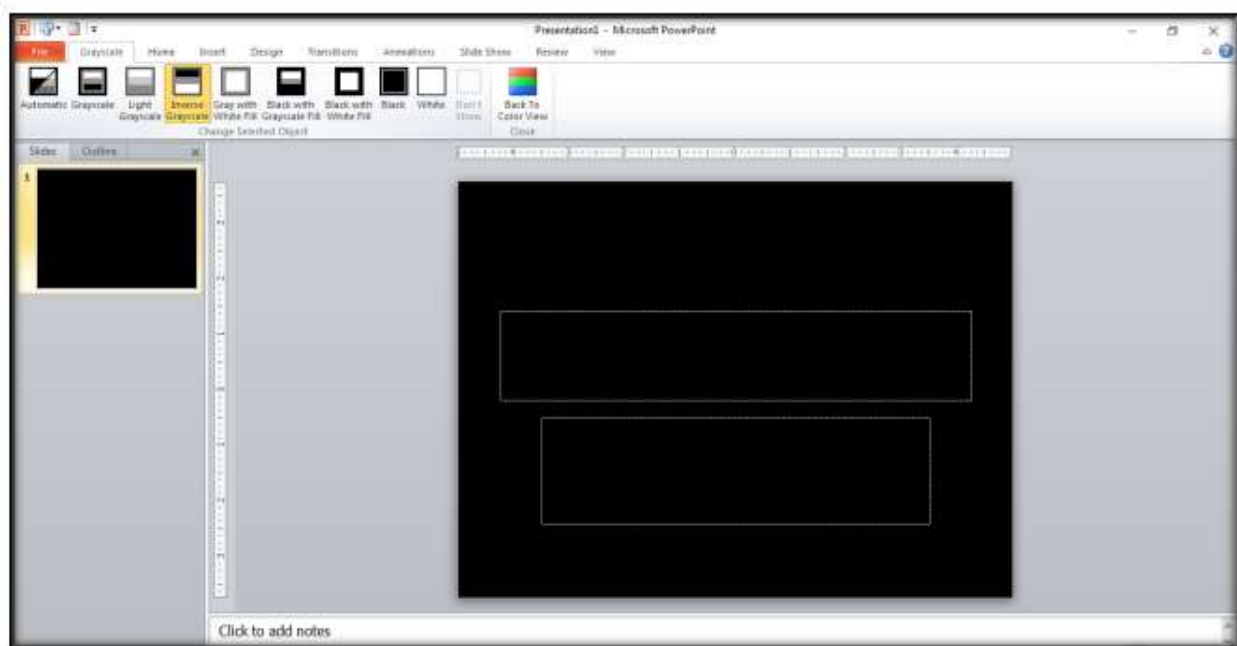 Presentation1 - Microsoft PowerPoint
File Grayscale Home Insert Design Transitions Animations Slide Show Review View
Automatic Grayscale Light Grayscale Inverse Grayscale Gray with White Fill Black with Grayscale Fill Black with White Fill Black White Don't Show Back To Color View
Change Selected Object Close
Slides Outline
1
Click to add notes